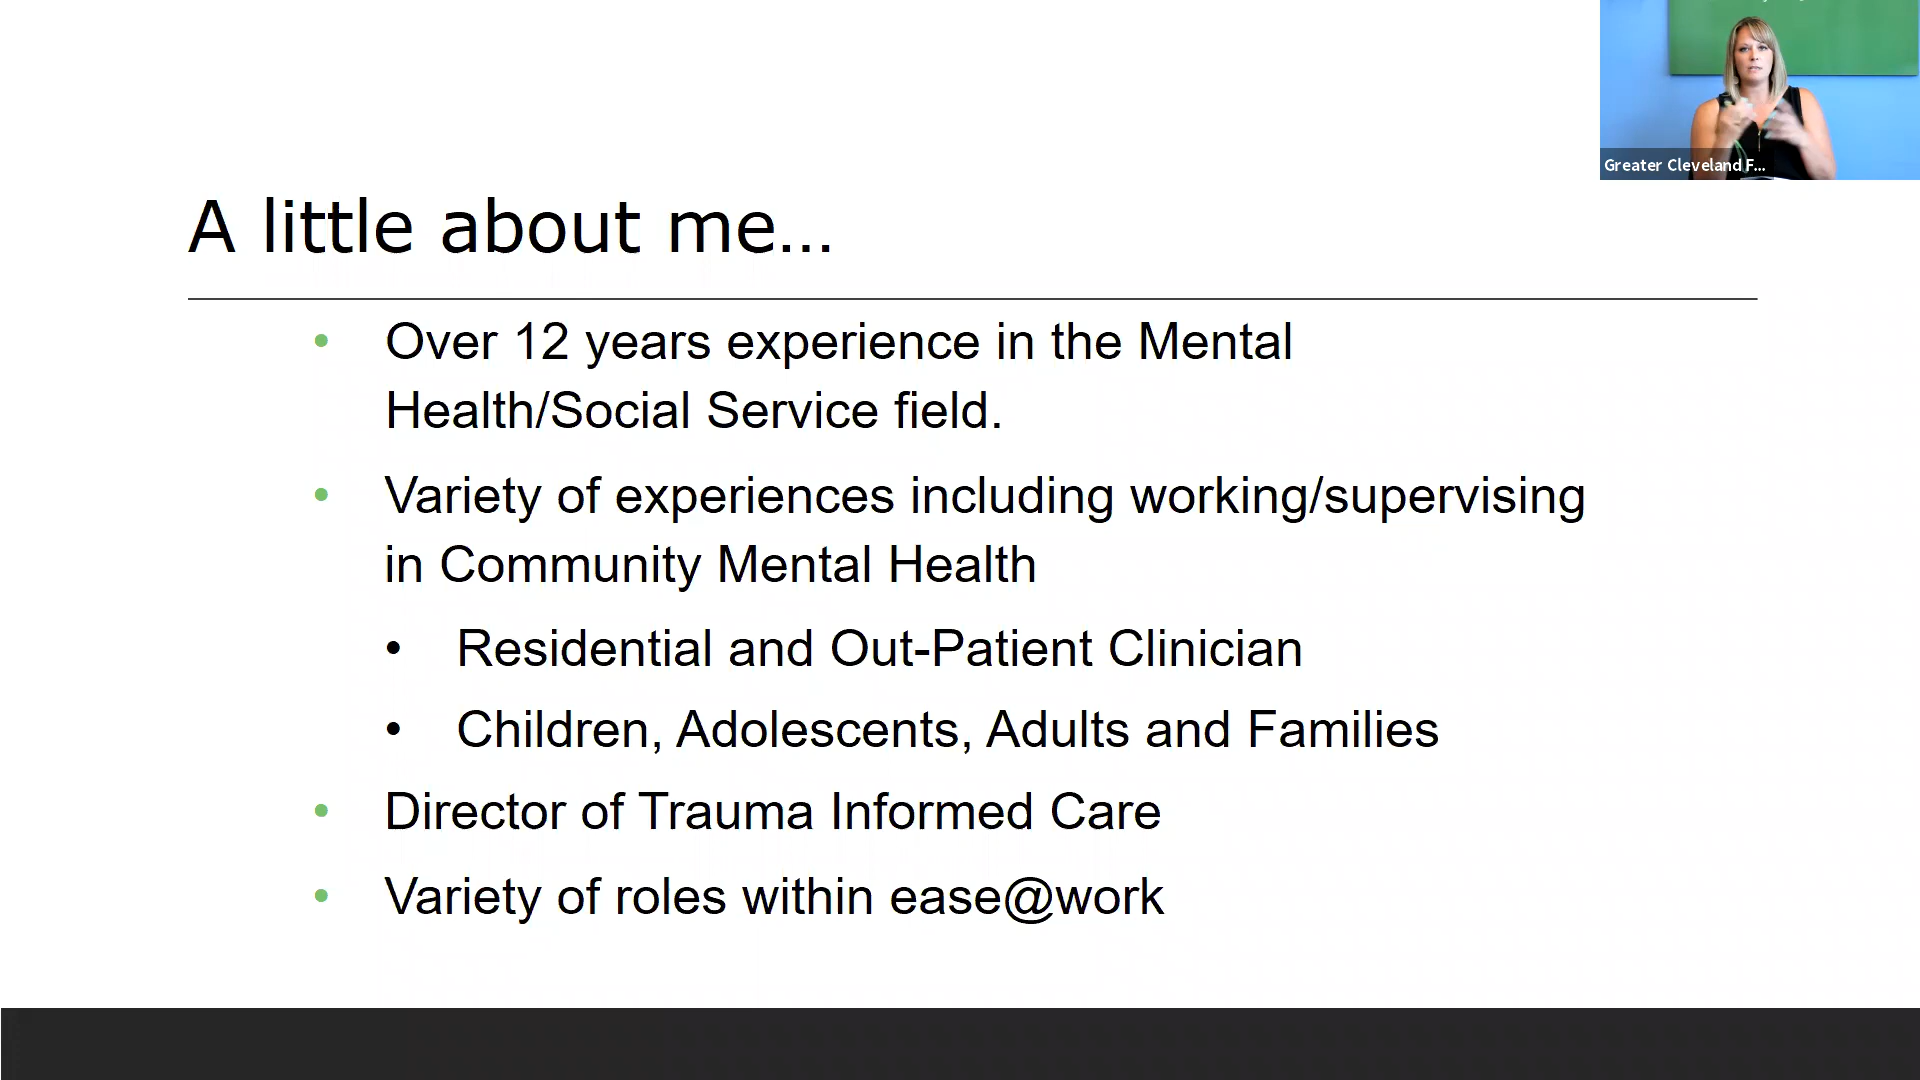 Greater Cleveland F...
A little about me...
• Over 12 years experience in the Mental
Health/Social Service field.
• Variety of experiences including working/supervising
in Community Mental Health
• Residential and Out-Patient Clinician
• Children, Adolescents, Adults and Families
• Director of Trauma Informed Care
• Variety of roles within ease@work